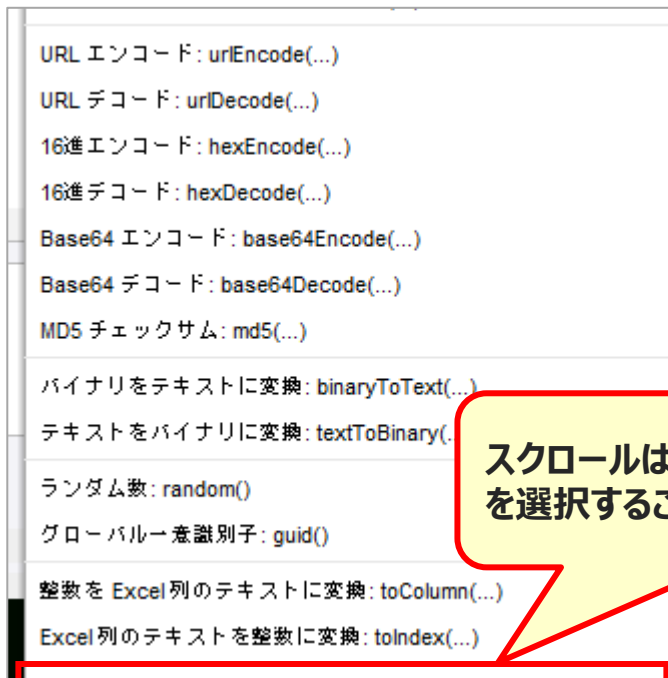 URL エンコード: urlEncode(...)
URL デコード: urlDecode(...)
16進エンコード: hexEncode(...)
16進デコード: hexDecode(...)
Base64 エンコード: base64Encode(...)
Base64 デコード: base64Decode(...)
MD5 チェックサム: md5(...)
バイナリをテキストに変換: binaryToText(...)
テキストをバイナリに変換: textToBinary(.
スクロールは
を選択するこ
ランダム数: random()
グローバル一意識別子: guid()
整数を Excel 列のテキストに変換: toColumn(...)
Excel 列のテキストを整数に変換: toIndex(...)